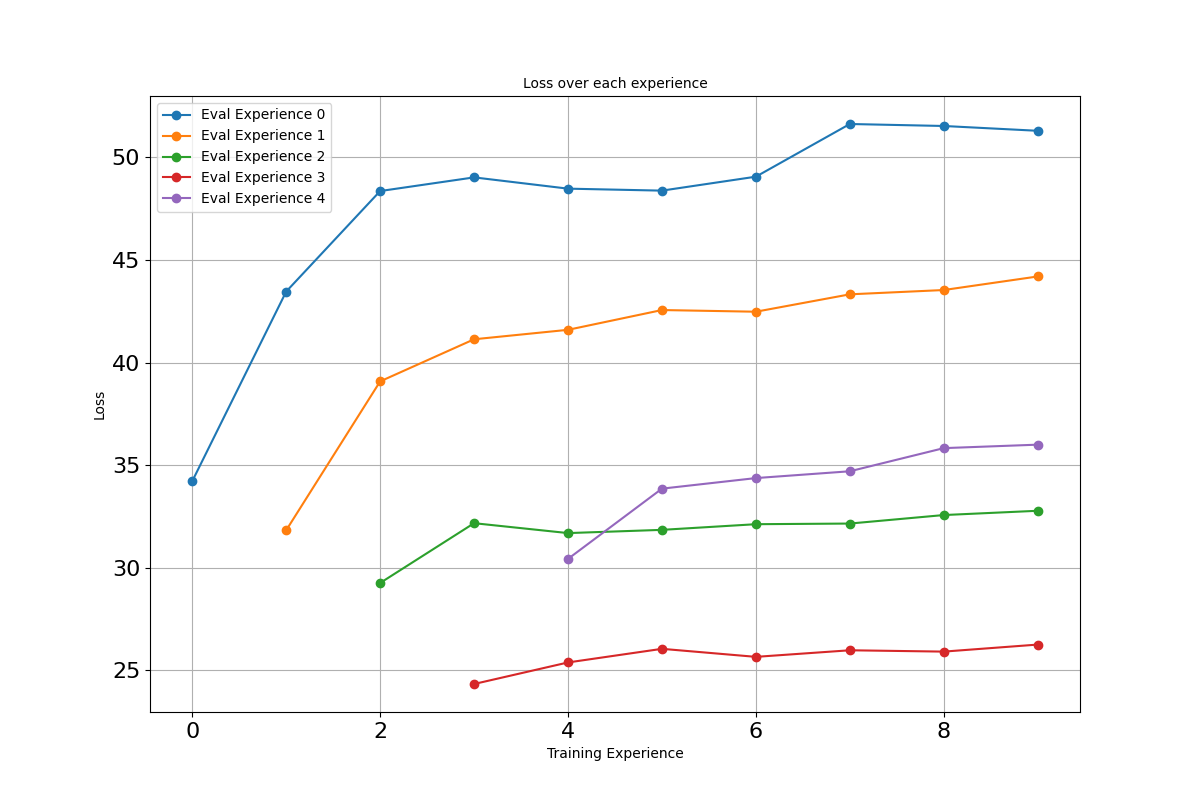 Loss over each experience
Eval Experience 0
Eval Experience 1
Eval Experience 2
Eval Experience 3
Eval Experience 4
50
45
40
35
30
25
Loss
0 2 4 6 8
Training Experience